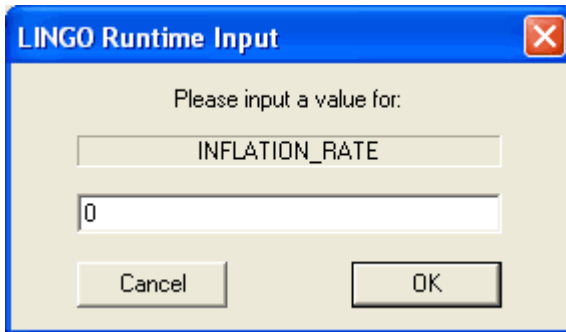 LINGO Runtime Input
Please input a value for:
INFLATION_RATE
0
Cancel OK